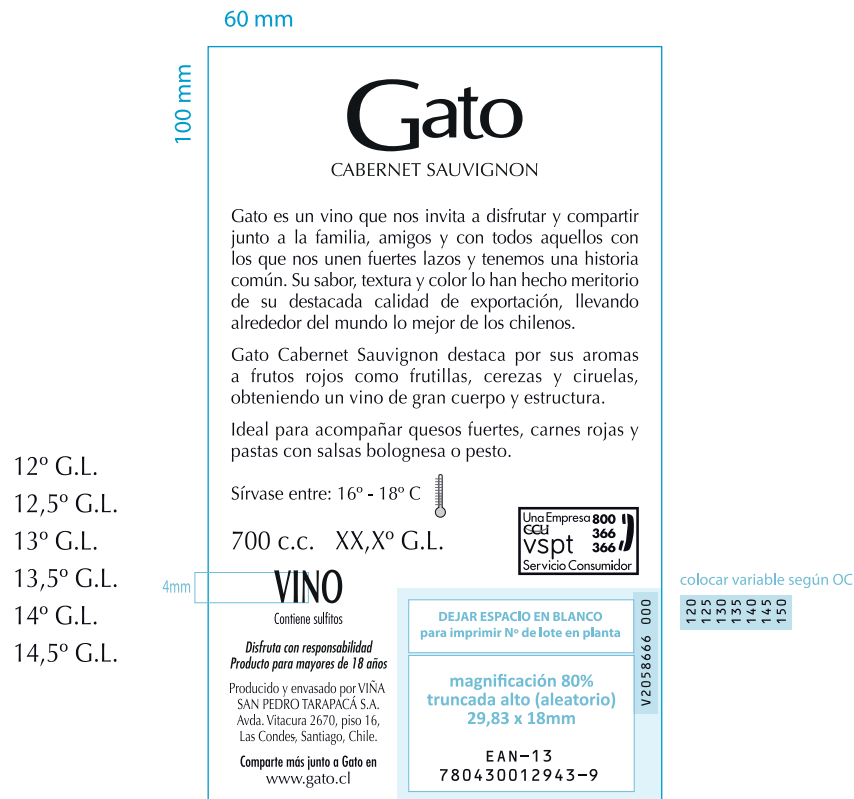 60 mm
100 mm
Gato
CABERNET SAUVIGNON
Gato es un vino que nos invita a disfrutar y compartir
junto a la familia, amigos y con todos aquellos con
los que nos unen fuertes lazos y tenemos una historia
común. Su sabor, textura y color lo han hecho meritorio
de su destacada calidad de exportación, llevando
alrededor del mundo lo mejor de los chilenos.
Gato Cabernet Sauvignon destaca por sus aromas
a frutos rojos como frutillas, cerezas y ciruelas,
obteniendo un vino de gran cuerpo y estructura.
Ideal para acompañar quesos fuertes, carnes rojas y
pastas con salsas bolognesa o pesto.
Sírvase entre: 16º - 18º C
700 c.c. XX,Xº G.L.
12º G.L.
12,5º G.L.
13º G.L.
13,5º G.L.
14º G.L.
14,5º G.L.
Una Empresa
ccu
vspt
800
366
366
Servicio Consumidor
4mm
VINO
Contiene sulfitos
Disfruta con responsabilidad
Producto para mayores de 18 años
Producido y envasado por VIÑA
SAN PEDRO TARAPACÁ S.A.
Avda. Vitacura 2670, piso 16,
Las Condes, Santiago, Chile.
Comparte más junto a Gato en
www.gato.cl
DEJAR ESPACIO EN BLANCO
para imprimir Nº de lote en planta
magnificación 80%
truncada alto (aleatorio)
29,83 x 18mm
EAN-13
780430012943-9
V2058666 000
colocar variable según OC
120
125
130
135
140
145
150